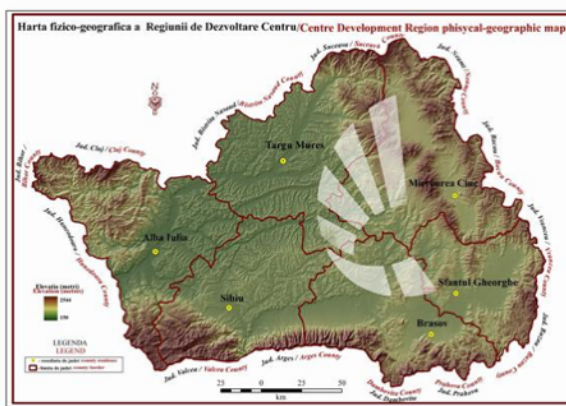 Harta fizico-geografica a Regiunii de Dezvoltare Centru/Centre Development Region phisycal-geographic map
Jud. Suceava / Suceava County
Jud. Neamt / Neamt County
N
Jud. Bistrita Nasaud / Bistrita Nasaud County
Targu Mures
Jud. Cluj / Cluj County
Jud. Bihor / Bihor County
Jud. Bacau / Bacau County
Miercurea Ciuc
Jud. Hunedoara / Hunedoara County
Alba Iulia
Jud. Vrancea / Vrancea County
Elevatia (metri)
Elevation (meters)
2544
190
Sfantul Gheorghe
Sibiu
Brasov
Jud. Buzau / Buzau County
LEGENDA
LEGEND
- resedinta de judet/ county residence
- limita de judet/ county border
Jud. Valcea / Valcea County
Jud. Arges / Arges County
Dambovita County
Jud. Dambovita
Prahova County
Jud. Prahova
25 0 50
km